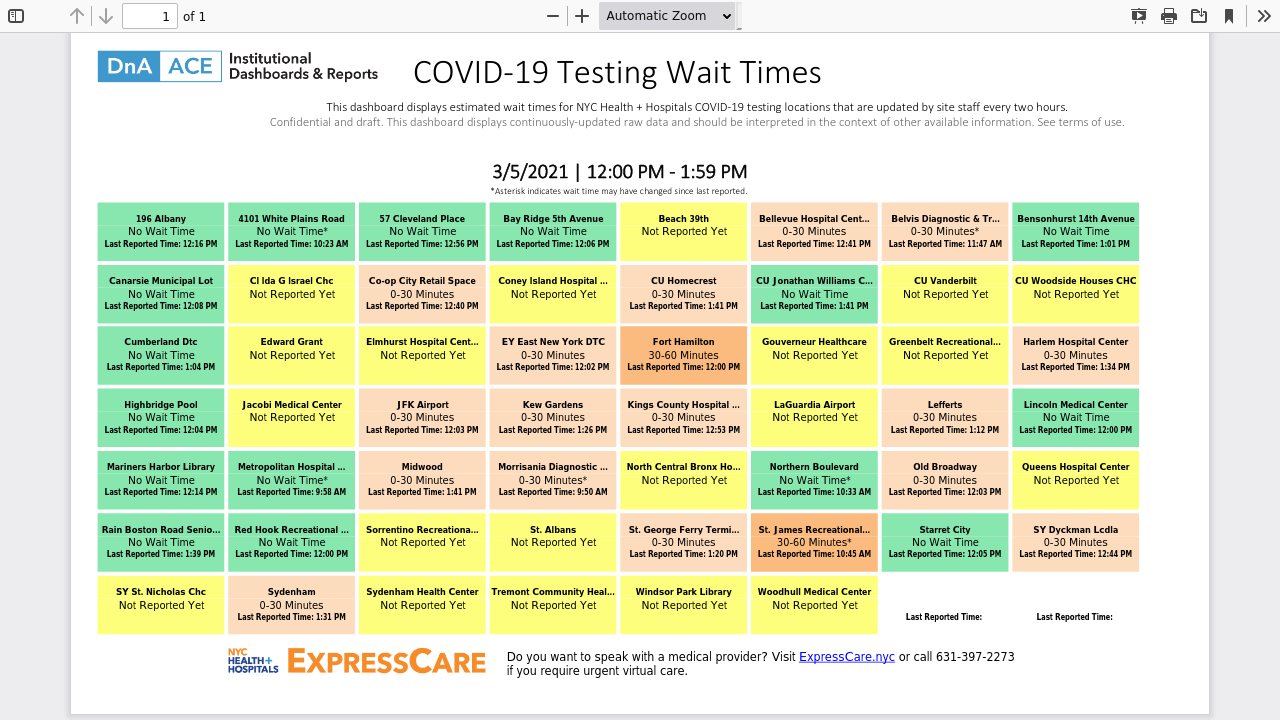 1 of 1 Automatic Zoom
DnA ACE Institutional
Dashboards & Reports
COVID-19 Testing Wait Times
This dashboard displays estimated wait times for NYC Health + Hospitals COVID-19 testing locations that are updated by site staff every two hours.
Confidential and draft. This dashboard displays continuously-updated raw data and should be interpreted in the context of other available information. See terms of use.
3/5/2021 | 12:00 PM - 1:59 PM
*Asterisk indicates wait time may have changed since last reported.
196 Albany 4101 White Plains Road 57 Cleveland Place Bay Ridge 5th Avenue Beach 39th Bellevue Hospital Cent... Belvis Diagnostic & Tr... Bensonhurst 14th Avenue
No Wait Time No Wait Time* No Wait Time No Wait Time Not Reported Yet 0-30 Minutes 0-30 Minutes* No Wait Time
Last Reported Time: 12:16 PM Last Reported Time: 10:23 AM Last Reported Time: 12:56 PM Last Reported Time: 12:06 PM Last Reported Time: 12:41 PM Last Reported Time: 11:47 AM Last Reported Time: 1:01 PM
Canarsie Municipal Lot Cl Ida G Israel Chc Co-op City Retail Space Coney Island Hospital ... CU Homecrest CU Jonathan Williams C... CU Vanderbilt CU Woodside Houses CHC
No Wait Time Not Reported Yet 0-30 Minutes Not Reported Yet 0-30 Minutes No Wait Time Not Reported Yet Not Reported Yet
Last Reported Time: 12:08 PM Last Reported Time: 12:40 PM Last Reported Time: 1:41 PM Last Reported Time: 1:41 PM
Cumberland Dtc Edward Grant Elmhurst Hospital Cent... EY East New York DTC Fort Hamilton Gouverneur Healthcare Greenbelt Recreational... Harlem Hospital Center
No Wait Time Not Reported Yet Not Reported Yet 0-30 Minutes 30-60 Minutes Not Reported Yet Not Reported Yet 0-30 Minutes
Last Reported Time: 1:04 PM Last Reported Time: 12:02 PM Last Reported Time: 12:00 PM Last Reported Time: 1:34 PM
Highbridge Pool Jacobi Medical Center JFK Airport Kew Gardens Kings County Hospital ... LaGuardia Airport Lefferts Lincoln Medical Center
No Wait Time Not Reported Yet 0-30 Minutes 0-30 Minutes 0-30 Minutes Not Reported Yet 0-30 Minutes No Wait Time
Last Reported Time: 12:04 PM Last Reported Time: 12:03 PM Last Reported Time: 1:26 PM Last Reported Time: 12:53 PM Last Reported Time: 1:12 PM Last Reported Time: 12:00 PM
Mariners Harbor Library Metropolitan Hospital ... Midwood Morrisania Diagnostic ... North Central Bronx Ho... Northern Boulevard Old Broadway Queens Hospital Center
No Wait Time No Wait Time* 0-30 Minutes 0-30 Minutes* Not Reported Yet No Wait Time* 0-30 Minutes Not Reported Yet
Last Reported Time: 12:14 PM Last Reported Time: 9:58 AM Last Reported Time: 1:41 PM Last Reported Time: 9:50 AM Last Reported Time: 10:33 AM Last Reported Time: 12:03 PM
Rain Boston Road Senio... Red Hook Recreational ... Sorrentino Recreationa... St. Albans St. George Ferry Termi... St. James Recreational... Starret City SY Dyckman Lcdla
No Wait Time No Wait Time Not Reported Yet Not Reported Yet 0-30 Minutes 30-60 Minutes* No Wait Time 0-30 Minutes
Last Reported Time: 1:39 PM Last Reported Time: 12:00 PM Last Reported Time: 1:20 PM Last Reported Time: 10:45 AM Last Reported Time: 12:05 PM Last Reported Time: 12:44 PM
SY St. Nicholas Chc Sydenham Sydenham Health Center Tremont Community Heal... Windsor Park Library Woodhull Medical Center
Not Reported Yet 0-30 Minutes Not Reported Yet Not Reported Yet Not Reported Yet Not Reported Yet
Last Reported Time: 1:31 PM Last Reported Time: Last Reported Time:
NYC
HEALTH+
HOSPITALS
EXPRESSCARE
Do you want to speak with a medical provider? Visit ExpressCare.nyc or call 631-397-2273
if you require urgent virtual care.